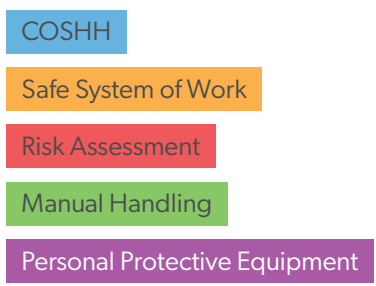 COSHH
Safe System of Work
Risk Assessment
Manual Handling
Personal Protective Equipment